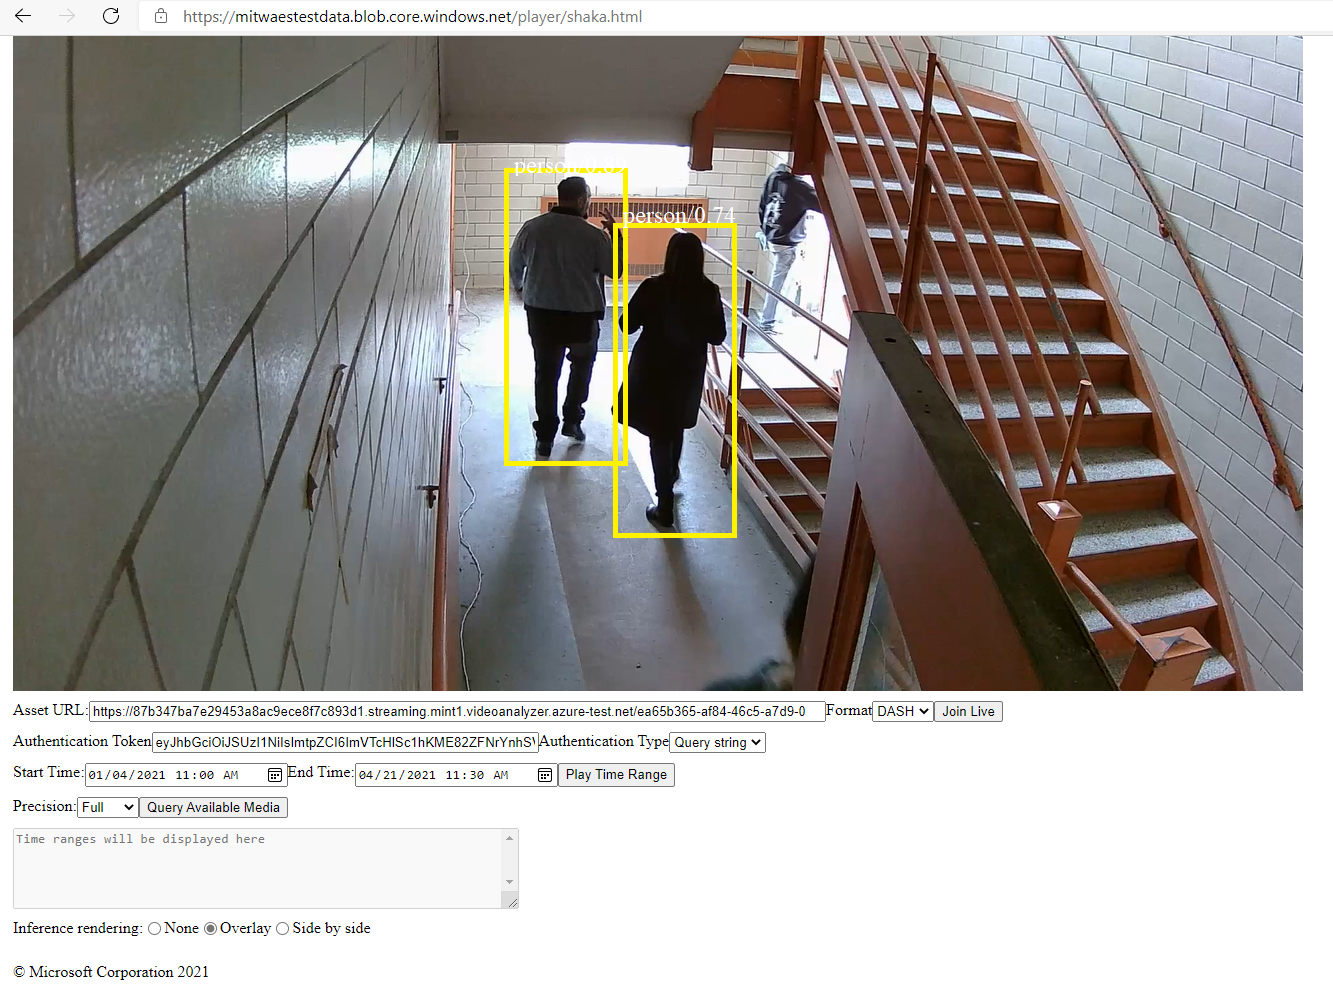 https://mitwaestestdata.blob.core.windows.net/player/shaka.html
person/0.8
person/0.74
Asset URL: https://87b347ba7e29453a8ac9ece8f7c893d1.streaming.mint1.videoanalyzer.azure-test.net/ea65b365-af84-46c5-a7d9-0 Format DASH Join Live
Authentication Token Authentication Type Query string
Start Time: 01/04/2021 11:00 AM End Time: 04/21/2021 11:30 AM Play Time Range
Precision: Full Query Available Media
Time ranges will be displayed here
Inference rendering: None Overlay Side by side
© Microsoft Corporation 2021